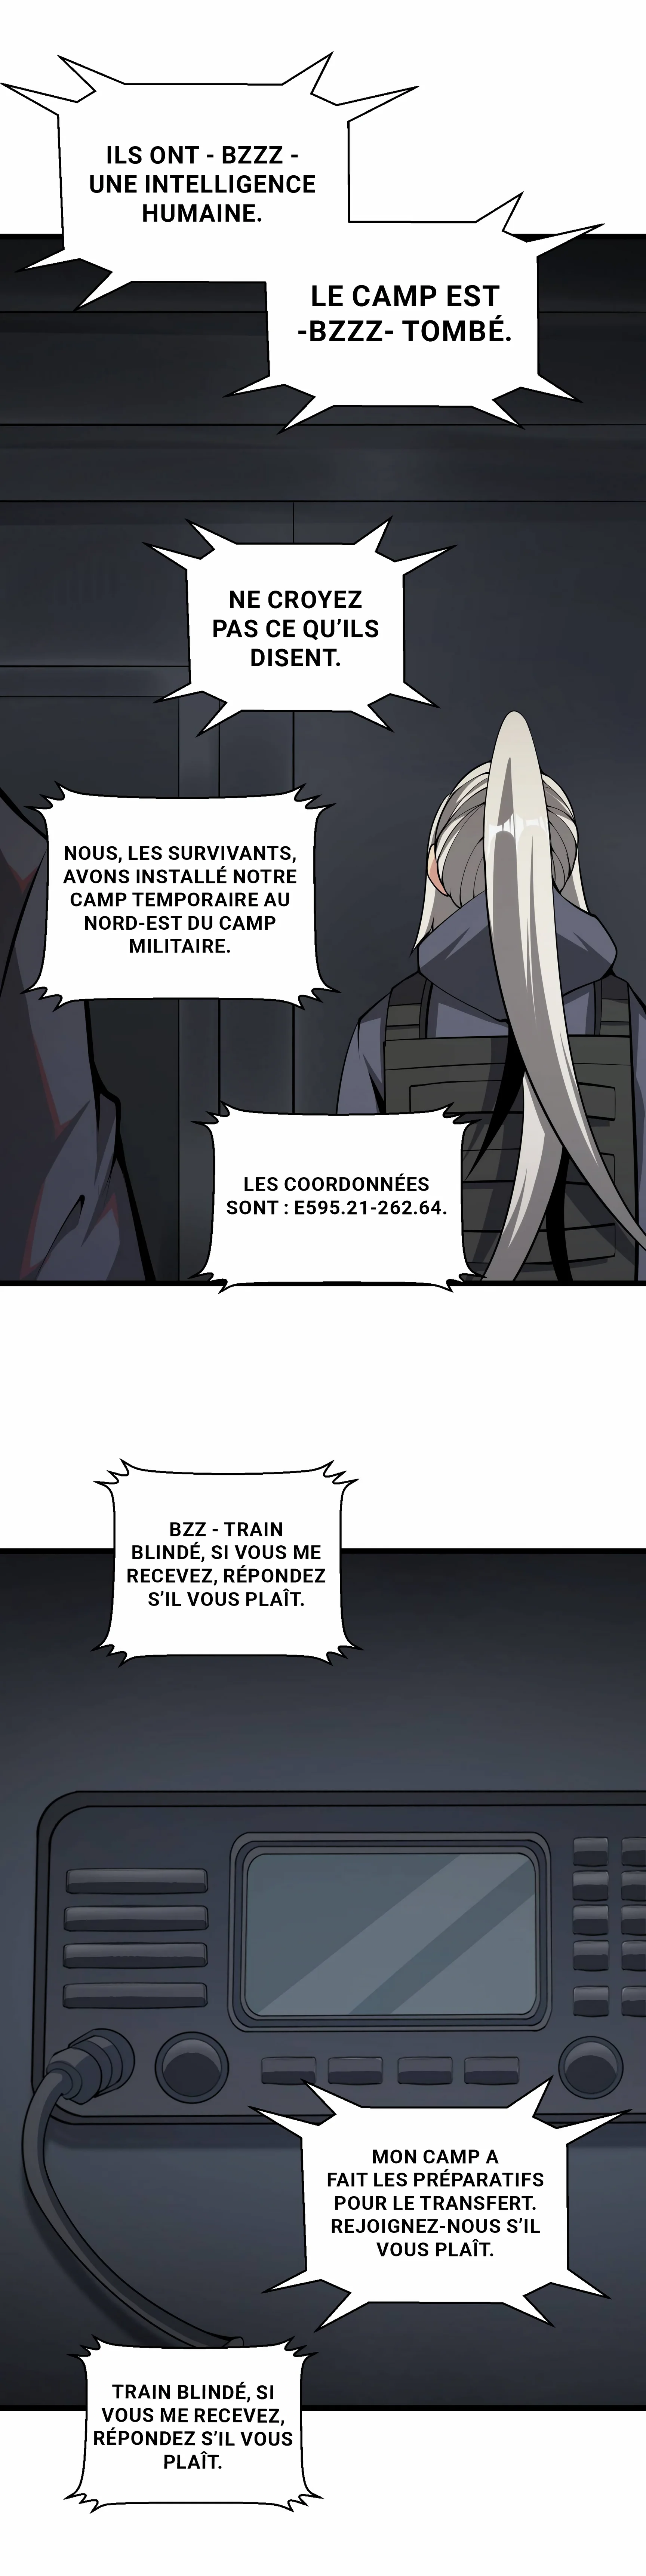 ILS ONT - BZZZ -
UNE INTELLIGENCE
HUMAINE.
LE CAMP EST
-BZZZ- TOMBÉ.
NE CROYEZ
PAS CE QU'ILS
DISENT.
NOUS, LES SURVIVANTS,
AVONS INSTALLÉ NOTRE
CAMP TEMPORAIRE AU
NORD-EST DU CAMP
MILITAIRE.
LES COORDONNÉES
SONT : E595.21-262.64.
BZZ - TRAIN
BLINDÉ, SI VOUS ME
RECEVEZ, RÉPONDEZ
S'IL VOUS PLAÎT.
MON CAMP A
FAIT LES PRÉPARATIFS
POUR LE TRANSFERT.
REJOIGNEZ-NOUS S'IL
VOUS PLAÎT.
TRAIN BLINDÉ, SI
VOUS ME RECEVEZ,
RÉPONDEZ S'IL VOUS
PLAÎT.